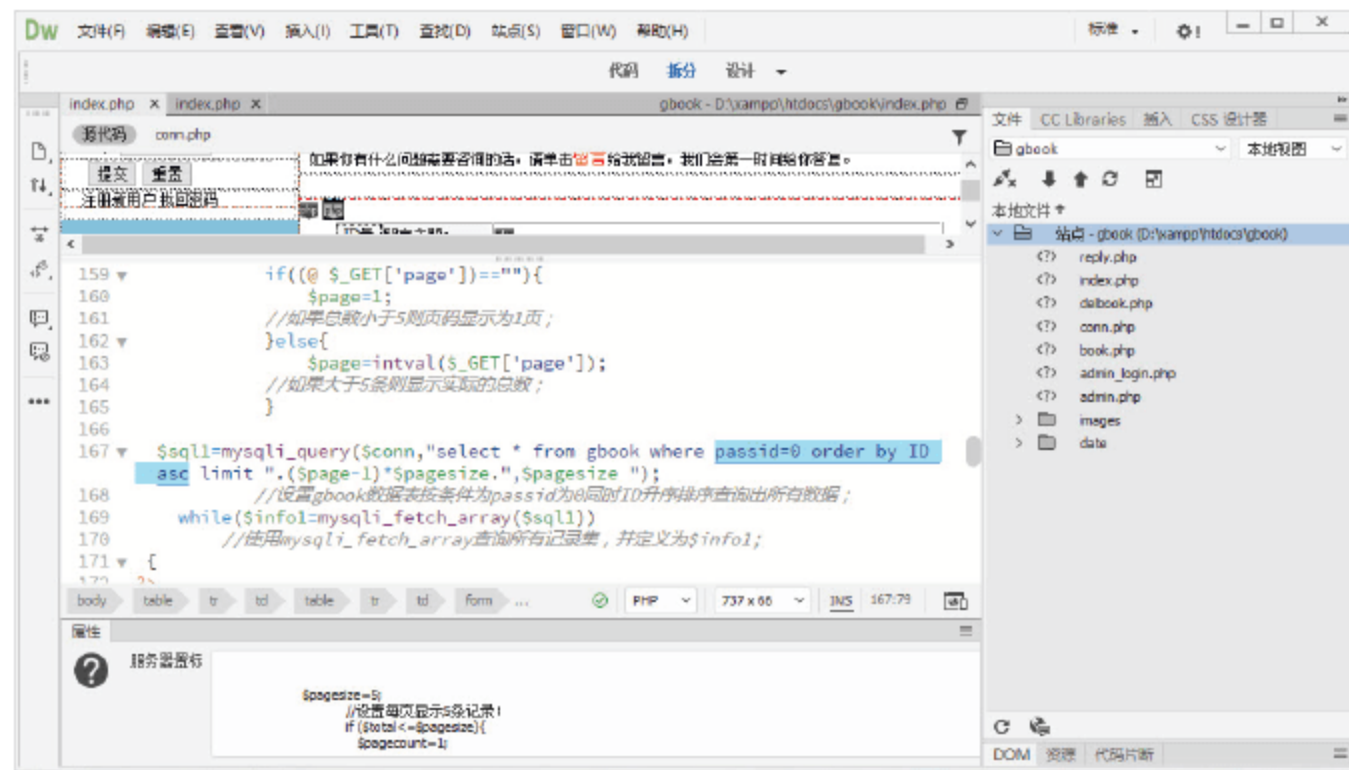 Dw 文件(F) 编辑(E) 查看(V) 插入(I) 工具(T) 查找(D) 站点(S) 窗口(W) 帮助(H) 标准
代码 拆分 设计
index.php × index.php × gbook - D:\xampp\htdocs\gbook\index.php
源代码 conn.php
如果你有什么问题需要咨询的话，请单击留言给我留言，我们会第一时间给你答复。
提交 重置
注册新用户 找回密码
159 if((@ $_GET['page'])==""){
160 $page=1;
161 //如果总数小于5则页码显示为1页；
162 }else{
163 $page=intval($_GET['page']);
164 //如果大于5条则显示实际的总数；
165 }
166
167 $sql1=mysqli_query($conn,"select * from gbook where passid=0 order by ID
asc limit ".($page-1)*$pagesize.",$pagesize ");
168 //设置gbook数据表按条件为passid为0同时ID升序排序查询出所有数据；
169 while($info1=mysqli_fetch_array($sql1))
170 //使用mysqli_fetch_array查询所有记录集，并定义为$info1;
171 {
172 ?>
body table tr td table tr td form ... PHP 737 x 66 INS 167:79
属性
服务器置标
$pagesize=5;
//设置每页显示5条记录！
if ($total<=$pagesize){
$pagecount=1;
文件 CC Libraries 插入 CSS 设计器
gbook 本地视图
本地文件
站点 - gbook (D:\xampp\htdocs\gbook)
reply.php
index.php
delbook.php
conn.php
book.php
admin_login.php
admin.php
images
date
DOM 资源 代码片断